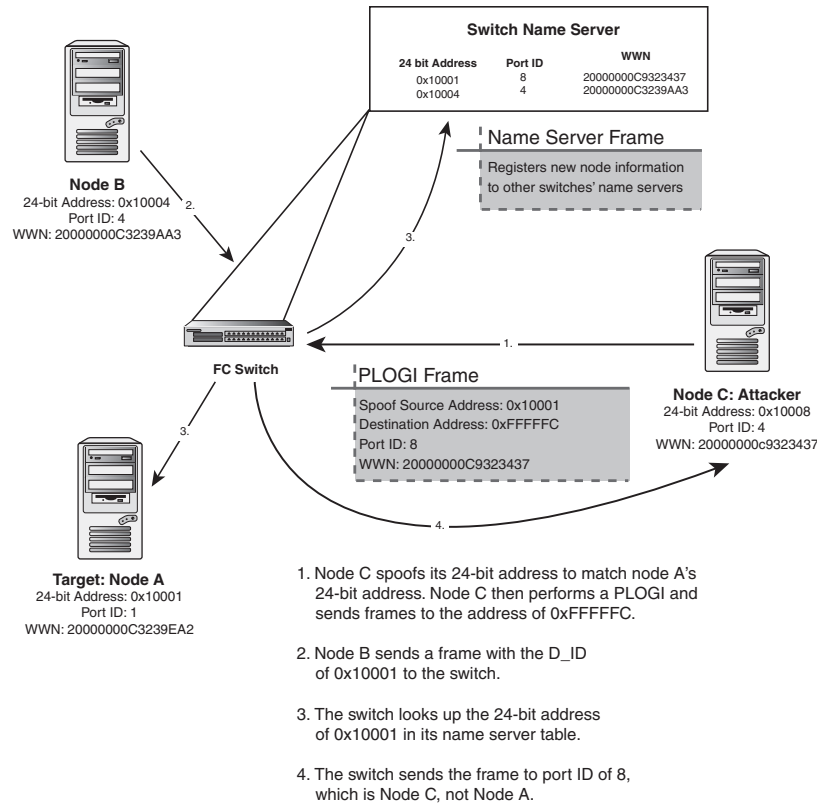 Switch Name Server
24 bit Address Port ID WWN
0x10001 8 20000000C9323437
0x10004 4 20000000C3239AA3
Name Server Frame
Registers new node information
to other switches' name servers
Node B
24-bit Address: 0x10004
Port ID: 4
WWN: 20000000C3239AA3
2.
3.
1.
FC Switch
PLOGI Frame
Spoof Source Address: 0x10001
Destination Address: 0xFFFFFC
Port ID: 8
WWN: 20000000C9323437
Node C: Attacker
24-bit Address: 0x10008
Port ID: 4
WWN: 20000000c9323437
3.
4.
Target: Node A
24-bit Address: 0x10001
Port ID: 1
WWN: 20000000C3239EA2
1. Node C spoofs its 24-bit address to match node A's
24-bit address. Node C then performs a PLOGI and
sends frames to the address of 0xFFFFFC.
2. Node B sends a frame with the D_ID
of 0x10001 to the switch.
3. The switch looks up the 24-bit address
of 0x10001 in its name server table.
4. The switch sends the frame to port ID of 8,
which is Node C, not Node A.